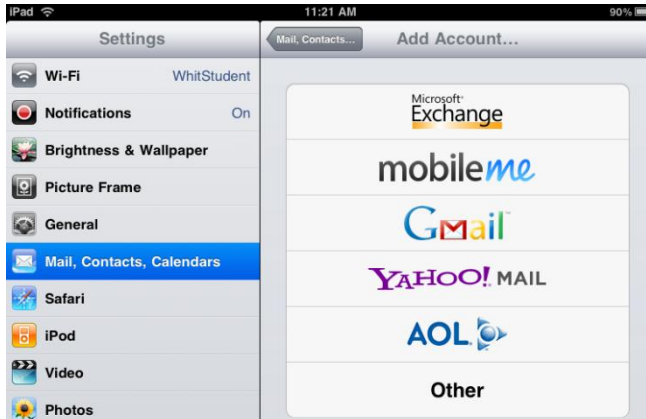 iPad 11:21 AM 90%
Settings
Mail, Contacts... Add Account...
Wi-Fi WhitStudent
Notifications On
Brightness & Wallpaper
Picture Frame
General
Mail, Contacts, Calendars
Safari
iPod
Video
Photos
Microsoft
Exchange
mobileme
Gmail™
YAHOO! MAIL
AOL
Other